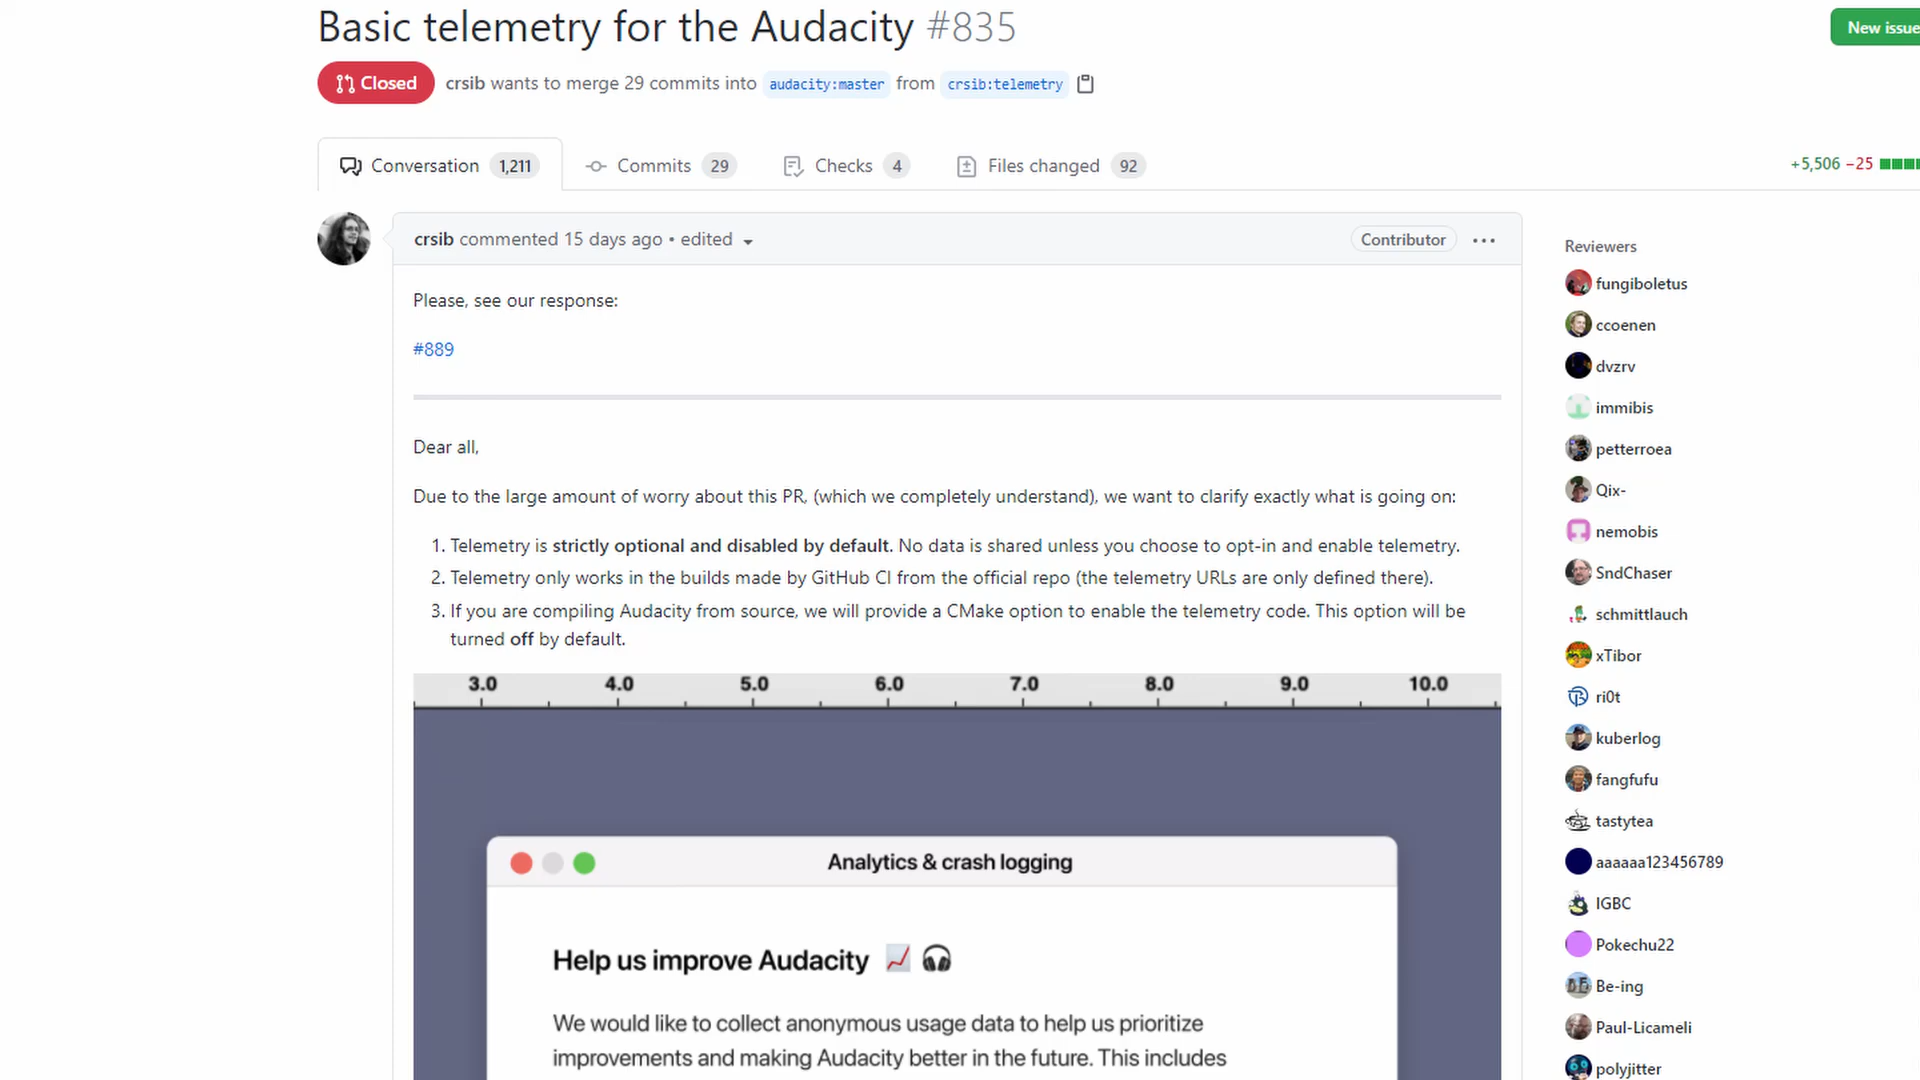 Basic telemetry for the Audacity #835
New issue
Closed crsib wants to merge 29 commits into audacity:master from crsib:telemetry
Conversation 1,211 Commits 29 Checks 4 Files changed 92
+5,506 −25
crsib commented 15 days ago • edited
Contributor
Please, see our response:
#889
Dear all,
Due to the large amount of worry about this PR, (which we completely understand), we want to clarify exactly what is going on:
1. Telemetry is strictly optional and disabled by default. No data is shared unless you choose to opt-in and enable telemetry.
2. Telemetry only works in the builds made by GitHub CI from the official repo (the telemetry URLs are only defined there).
3. If you are compiling Audacity from source, we will provide a CMake option to enable the telemetry code. This option will be
turned off by default.
3.0 4.0 5.0 6.0 7.0 8.0 9.0 10.0
Analytics & crash logging
Help us improve Audacity
We would like to collect anonymous usage data to help us prioritize
improvements and making Audacity better in the future. This includes
Reviewers
fungiboletus
ccoenen
dvzrv
immibis
petterroea
Qix-
nemobis
SndChaser
schmittlauch
xTibor
ri0t
kuberlog
fangfufu
tastytea
aaaaaa123456789
IGBC
Pokechu22
Be-ing
Paul-Licameli
polyjitter